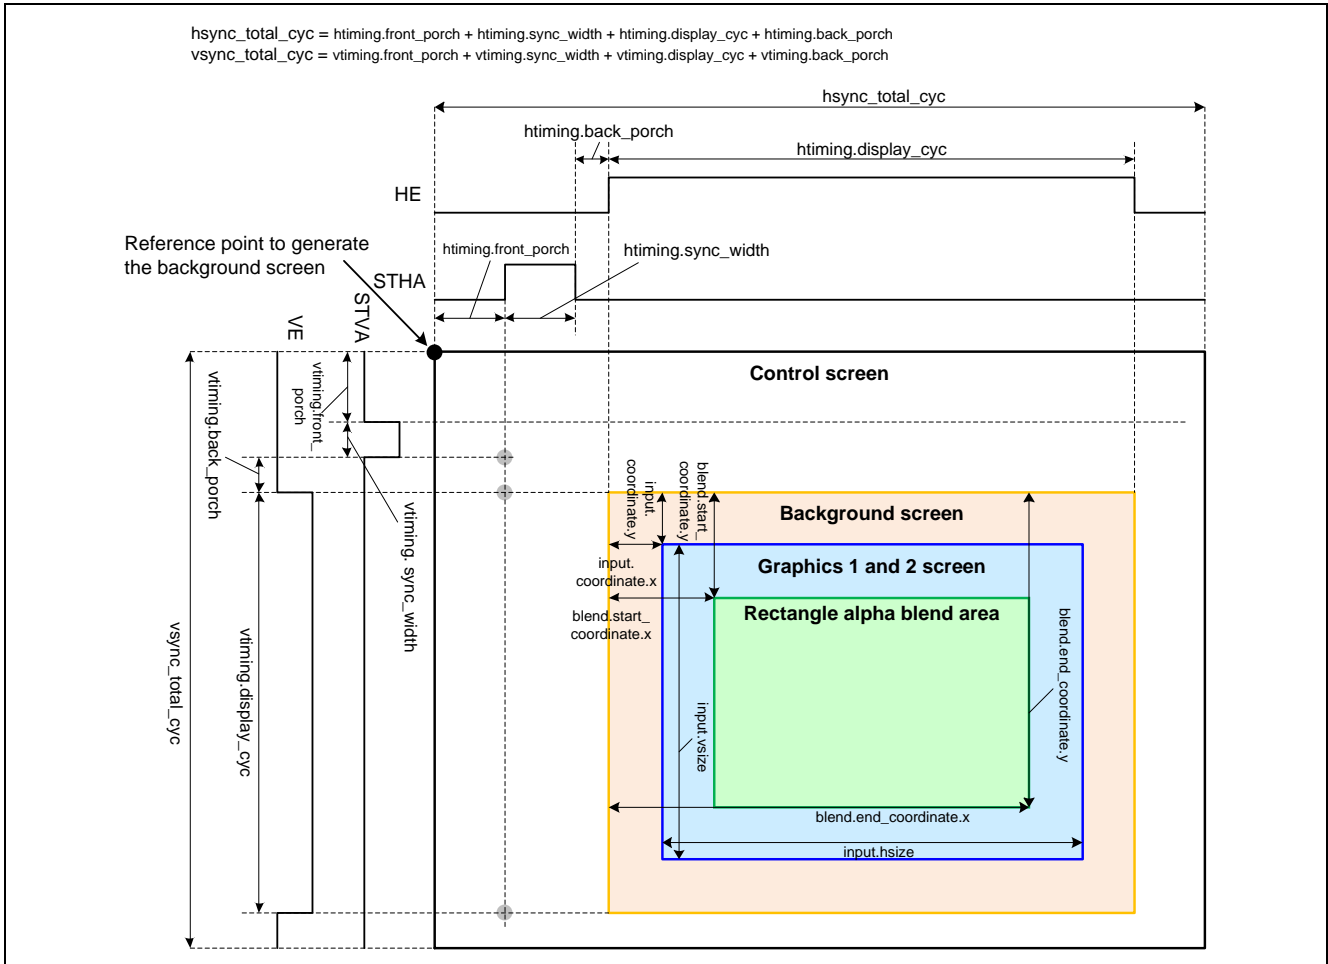 hsync_total_cyc = htiming.front_porch + htiming.sync_width + htiming.display_cyc + htiming.back_porch
vsync_total_cyc = vtiming.front_porch + vtiming.sync_width + vtiming.display_cyc + vtiming.back_porch
hsync_total_cyc
htiming.back_porch
htiming.display_cyc
HE
Reference point to generate
the background screen
htiming.front_porch
htiming.sync_width
STHA
STVA
VE
vtiming.front_
porch
Control screen
vtiming.back_porch
vtiming. sync_width
vtiming.display_cyc
vsync_total_cyc
input.
coordinate.y
blend.start_
coordinate.y
Background screen
input.
coordinate.x
Graphics 1 and 2 screen
blend.start_
coordinate.x
Rectangle alpha blend area
blend.end_coordinate.y
input.vsize
blend.end_coordinate.x
input.hsize